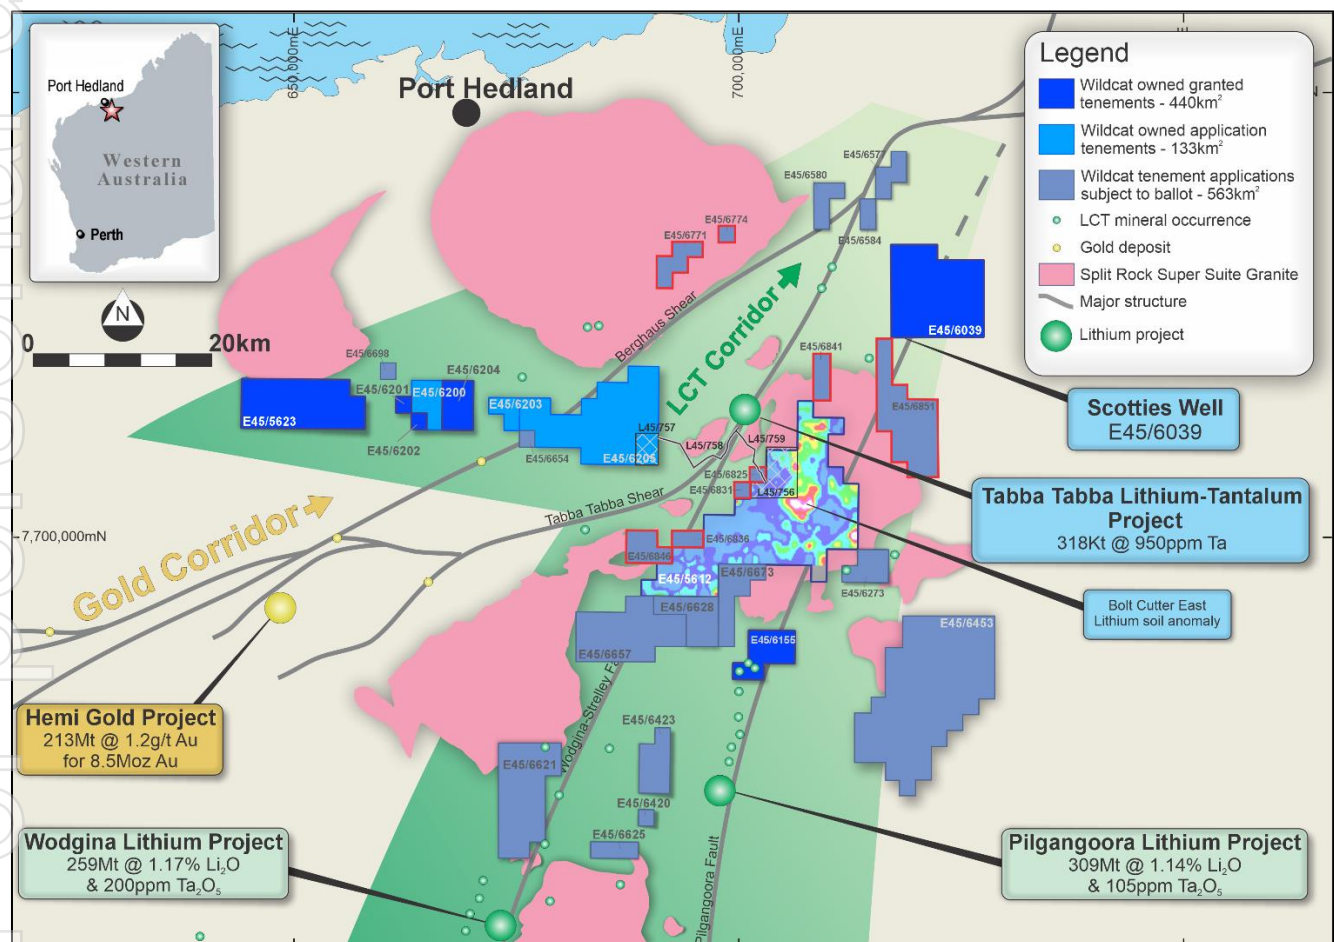 Port Hedland
Western
Australia
Perth
N
0
20km
650,000mE
700,000mE
Port Hedland
Legend
Wildcat owned granted
tenements - 440km²
Wildcat owned application
tenements - 133km²
Wildcat tenement applications
subject to ballot - 563km²
LCT mineral occurrence
Gold deposit
Split Rock Super Suite Granite
Major structure
Lithium project
E45/6577
E45/6580
E45/6584
E45/6774
E45/6771
E45/6039
Berghaus Shear
LCT Corridor
E45/6698
E45/6201
E45/6200
E45/6204
E45/5623
E45/6202
E45/6203
E45/6654
E45/6205
L45/757
L45/758
L45/759
E45/6841
E45/6851
Scotties Well
E45/6039
E45/6825
E45/6831
L45/756
Tabba Tabba Shear
Tabba Tabba Lithium-Tantalum
Project
318Kt @ 950ppm Ta
7,700,000mN
Gold Corridor
E45/6846
E45/6836
E45/5612
E45/6673
E45/6273
E45/6628
E45/6657
E45/6155
E45/6453
Bolt Cutter East
Lithium soil anomaly
Hemi Gold Project
213Mt @ 1.2g/t Au
for 8.5Moz Au
Wodgina-Strelley Fa
E45/6423
E45/6621
E45/6420
E45/6625
Pilgangoora Fault
Wodgina Lithium Project
259Mt @ 1.17% Li₂O
& 200ppm Ta₂O₅
Pilgangoora Lithium Project
309Mt @ 1.14% Li₂O
& 105ppm Ta₂O₅